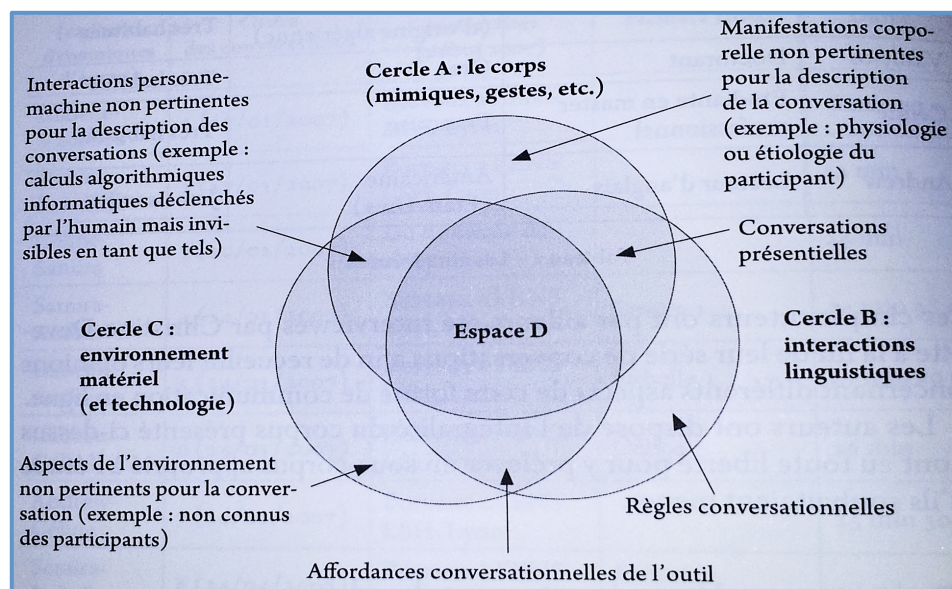 Cercle A : le corps
(mimiques, gestes, etc.)
Manifestations corpo-
relle non pertinentes
pour la description
de la conversation
(exemple : physiologie
ou étiologie du
participant)
Interactions personne-
machine non pertinentes
pour la description des
conversations (exemple :
calculs algorithmiques
informatiques déclenchés
par l'humain mais invi-
sibles en tant que tels)
Conversations
présentielles
Cercle C :
environnement
matériel
(et technologie)
Espace D
Cercle B :
interactions
linguistiques
Aspects de l'environnement
non pertinents pour la conver-
sation (exemple : non connus
des participants)
Règles conversationnelles
Affordances conversationnelles de l'outil